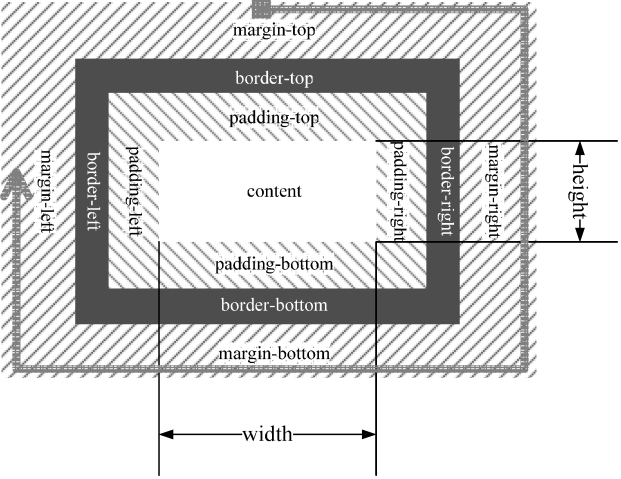 margin-top
border-top
padding-top
margin-left
border-left
padding-left
content
padding-right
border-right
margin-right
height
padding-bottom
border-bottom
margin-bottom
width